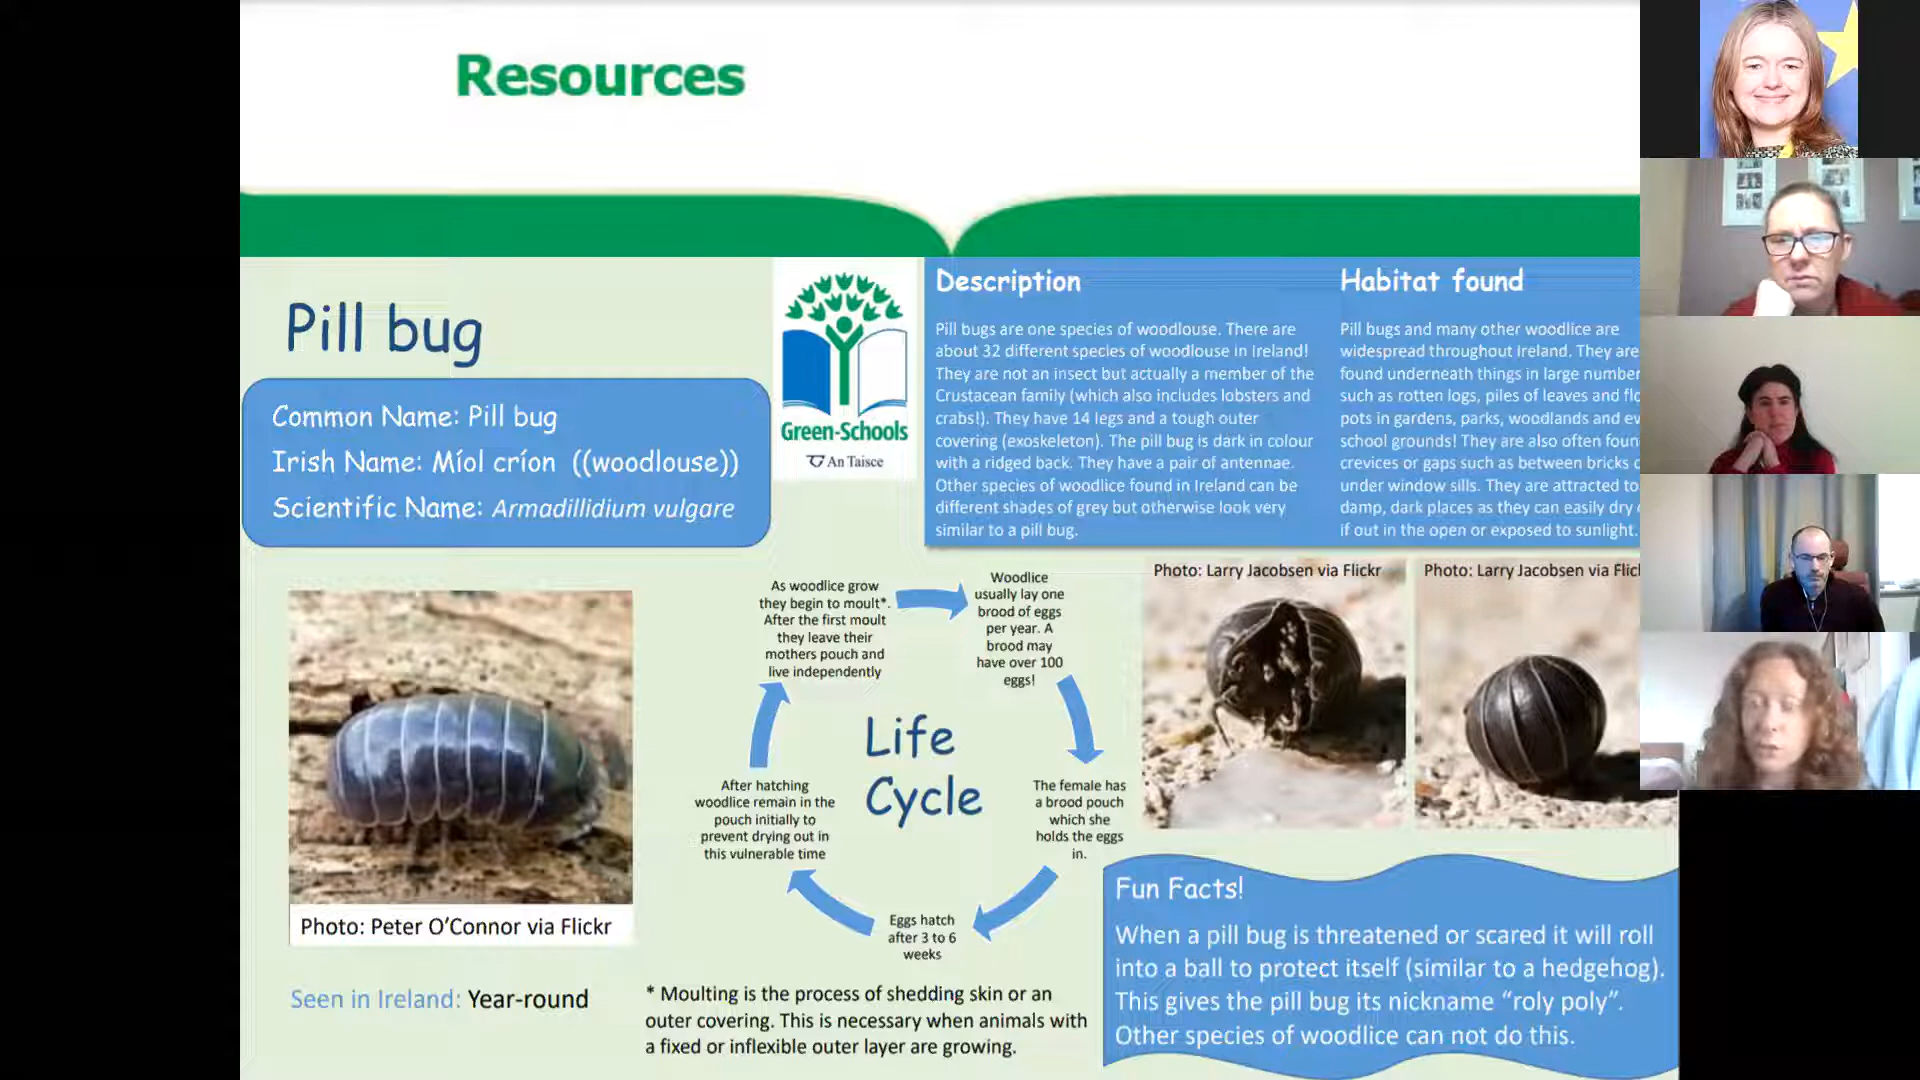 Resources
Pill bug
Common Name: Pill bug
Irish Name: Míol críon ((woodlouse))
Scientific Name: Armadillidium vulgare
Green-Schools
An Taisce
Description
Pill bugs are one species of woodlouse. There are
about 32 different species of woodlouse in Ireland!
They are not an insect but actually a member of the
Crustacean family (which also includes lobsters and
crabs!). They have 14 legs and a tough outer
covering (exoskeleton). The pill bug is dark in colour
with a ridged back. They have a pair of antennae.
Other species of woodlice found in Ireland can be
different shades of grey but otherwise look very
similar to a pill bug.
Habitat found
Pill bugs and many other woodlice are
widespread throughout Ireland. They are
found underneath things in large number
such as rotten logs, piles of leaves and
pots in gardens, parks, woodlands and
school grounds! They are also often
crevices or gaps such as between bricks
under window sills. They are attracted to
damp, dark places as they can easily dry
if out in the open or exposed to sunlight.
Photo: Peter O'Connor via Flickr
Seen in Ireland: Year-round
As woodlice grow
they begin to moult*.
After the first moult
they leave their
mothers pouch and
live independently
Woodlice
usually lay one
brood of eggs
per year. A
brood may
have over 100
eggs!
Life
Cycle
The female has
a brood pouch
which she
holds the eggs
in.
Eggs hatch
after 3 to 6
weeks
After hatching
woodlice remain in the
pouch initially to
prevent drying out in
this vulnerable time
* Moulting is the process of shedding skin or an
outer covering. This is necessary when animals with
a fixed or inflexible outer layer are growing.
Photo: Larry Jacobsen via Flickr
Photo: Larry Jacobsen via
Fun Facts!
When a pill bug is threatened or scared it will roll
into a ball to protect itself (similar to a hedgehog).
This gives the pill bug its nickname “roly poly”.
Other species of woodlice can not do this.